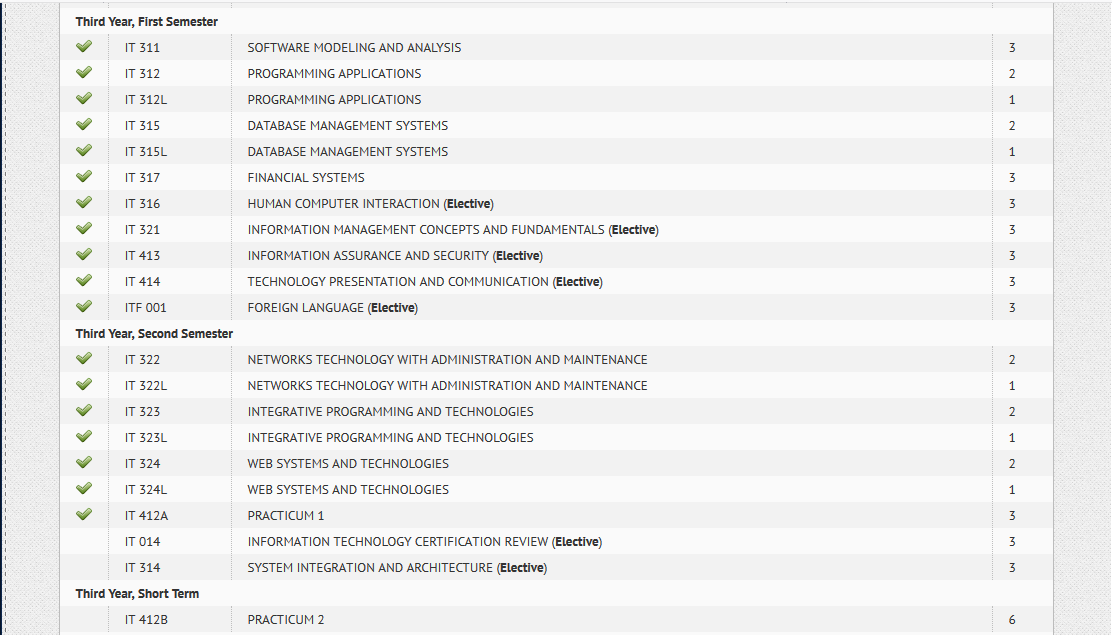 Third Year, First Semester
IT 311 SOFTWARE MODELING AND ANALYSIS 3
IT 312 PROGRAMMING APPLICATIONS 2
IT 312L PROGRAMMING APPLICATIONS 1
IT 315 DATABASE MANAGEMENT SYSTEMS 2
IT 315L DATABASE MANAGEMENT SYSTEMS 1
IT 317 FINANCIAL SYSTEMS 3
IT 316 HUMAN COMPUTER INTERACTION (Elective) 3
IT 321 INFORMATION MANAGEMENT CONCEPTS AND FUNDAMENTALS (Elective) 3
IT 413 INFORMATION ASSURANCE AND SECURITY (Elective) 3
IT 414 TECHNOLOGY PRESENTATION AND COMMUNICATION (Elective) 3
ITF 001 FOREIGN LANGUAGE (Elective) 3
Third Year, Second Semester
IT 322 NETWORKS TECHNOLOGY WITH ADMINISTRATION AND MAINTENANCE 2
IT 322L NETWORKS TECHNOLOGY WITH ADMINISTRATION AND MAINTENANCE 1
IT 323 INTEGRATIVE PROGRAMMING AND TECHNOLOGIES 2
IT 323L INTEGRATIVE PROGRAMMING AND TECHNOLOGIES 1
IT 324 WEB SYSTEMS AND TECHNOLOGIES 2
IT 324L WEB SYSTEMS AND TECHNOLOGIES 1
IT 412A PRACTICUM 1 3
IT 014 INFORMATION TECHNOLOGY CERTIFICATION REVIEW (Elective) 3
IT 314 SYSTEM INTEGRATION AND ARCHITECTURE (Elective) 3
Third Year, Short Term
IT 412B PRACTICUM 2 6